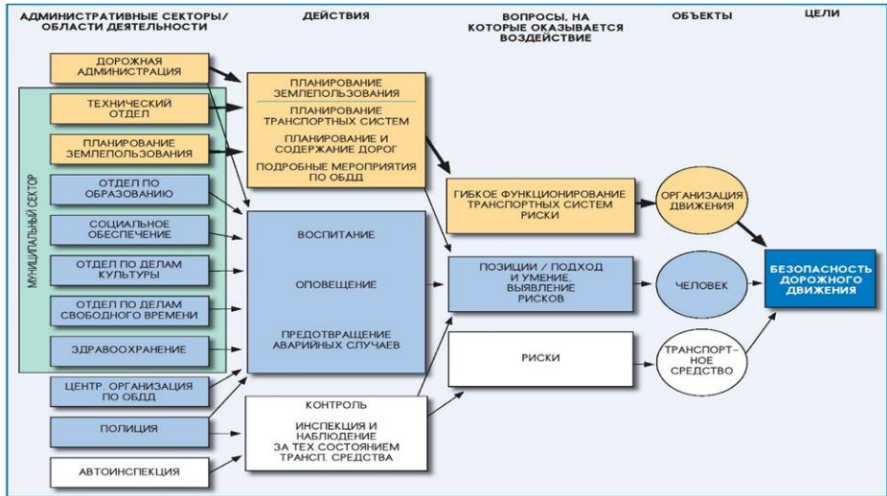 АДМИНИСТРАТИВНЫЕ СЕКТОРЫ/
ОБЛАСТИ ДЕЯТЕЛЬНОСТИ
ДЕЙСТВИЯ
ВОПРОСЫ, НА
КОТОРЫЕ ОКАЗЫВАЕТСЯ
ВОЗДЕЙСТВИЕ
ОБЪЕКТЫ
ЦЕЛИ
МУНИЦИПАЛЬНЫЙ СЕКТОР
ДОРОЖНАЯ
АДМИНИСТРАЦИЯ
ТЕХНИЧЕСКИЙ
ОТДЕЛ
ПЛАНИРОВАНИЕ
ЗЕМЛЕПОЛЬЗОВАНИЯ
ОТДЕЛ ПО
ОБРАЗОВАНИЮ
СОЦИАЛЬНОЕ
ОБЕСПЕЧЕНИЕ
ОТДЕЛ ПО ДЕЛАМ
КУЛЬТУРЫ
ОТДЕЛ ПО ДЕЛАМ
СВОБОДНОГО ВРЕМЕНИ
ЗДРАВООХРАНЕНИЕ
ЦЕНТР. ОРГАНИЗАЦИЯ
ПО ОБДД
ПОЛИЦИЯ
АВТОИНСПЕКЦИЯ
ПЛАНИРОВАНИЕ
ЗЕМЛЕПОЛЬЗОВАНИЯ
ПЛАНИРОВАНИЕ
ТРАНСПОРТНЫХ СИСТЕМ
ПЛАНИРОВАНИЕ И
СОДЕРЖАНИЕ ДОРОГ
ПОДРОБНЫЕ МЕРОПРИЯТИЯ
ПО ОБДД
ВОСПИТАНИЕ
ОПОВЕЩЕНИЕ
ПРЕДОТВРАЩЕНИЕ
АВАРИЙНЫХ СЛУЧАЕВ
КОНТРОЛЬ
ИНСПЕКЦИЯ И
НАБЛЮДЕНИЕ
ЗА ТЕХ.СОСТОЯНИЕМ
ТРАНСП. СРЕДСТВА
ГИБКОЕ ФУНКЦИОНИРОВАНИЕ
ТРАНСПОРТНЫХ СИСТЕМ
РИСКИ
ПОЗИЦИИ / ПОДХОД
И УМЕНИЕ,
ВЫЯВЛЕНИЕ
РИСКОВ
РИСКИ
ОРГАНИЗАЦИЯ
ДВИЖЕНИЯ
ЧЕЛОВЕК
ТРАНСПОРТ-
НОЕ
СРЕДСТВО
БЕЗОПАСНОСТЬ
ДОРОЖНОГО
ДВИЖЕНИЯ